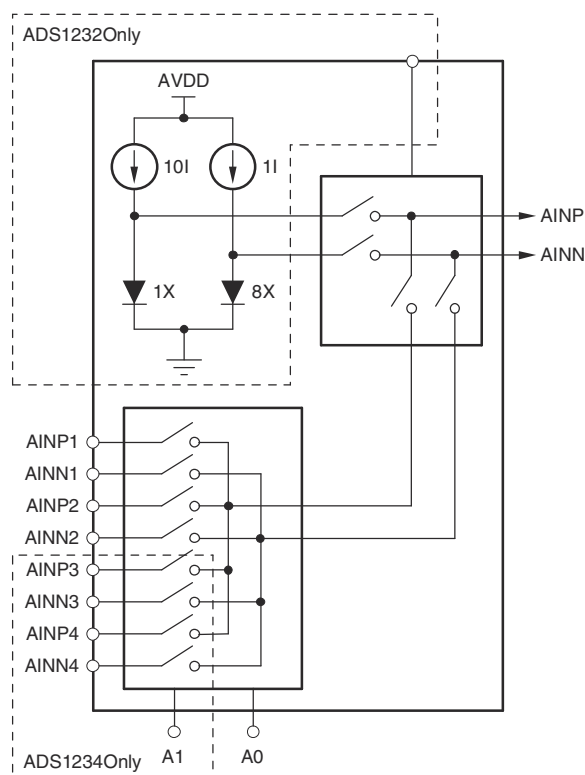 ADS1232Only
AVDD
10I
1I
AINP
AINN
1X
8X
AINP1
AINN1
AINP2
AINN2
AINP3
AINN3
AINP4
AINN4
A1
A0
ADS1234Only